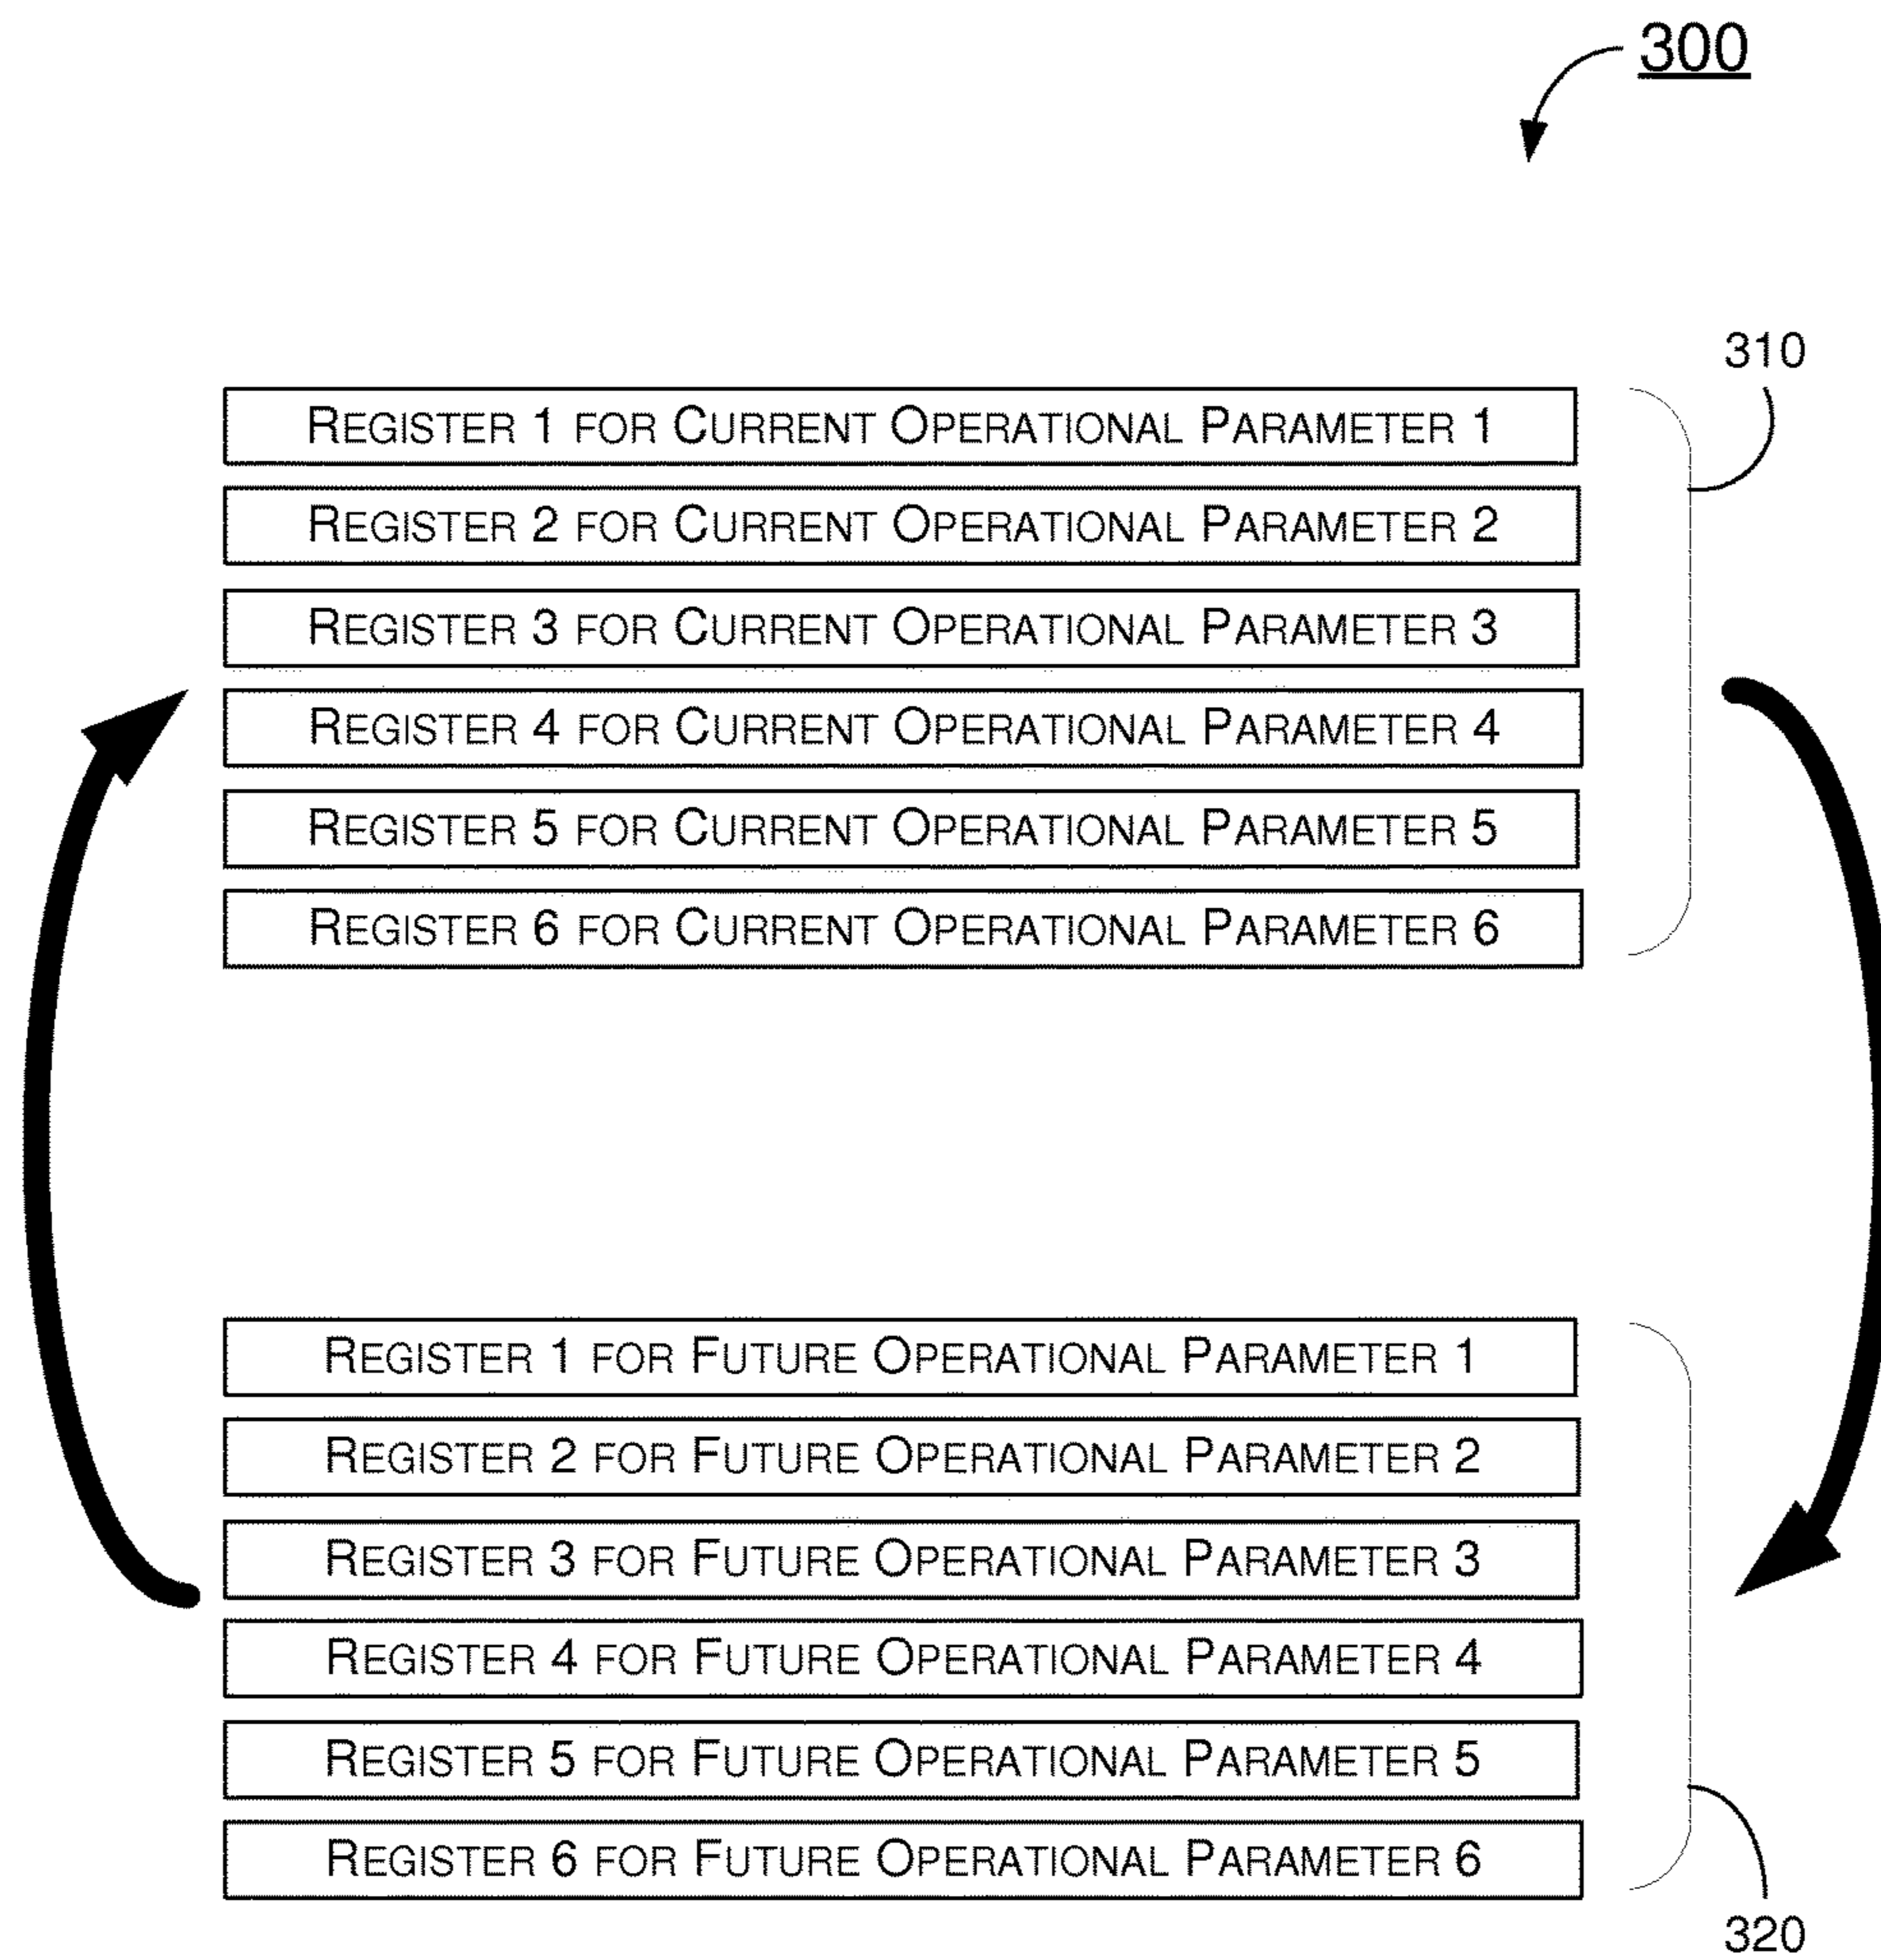 300
310
Register 1 for Current Operational Parameter 1
Register 2 for Current Operational Parameter 2
Register 3 for Current Operational Parameter 3
Register 4 for Current Operational Parameter 4
Register 5 for Current Operational Parameter 5
Register 6 for Current Operational Parameter 6
Register 1 for Future Operational Parameter 1
Register 2 for Future Operational Parameter 2
Register 3 for Future Operational Parameter 3
Register 4 for Future Operational Parameter 4
Register 5 for Future Operational Parameter 5
Register 6 for Future Operational Parameter 6
320